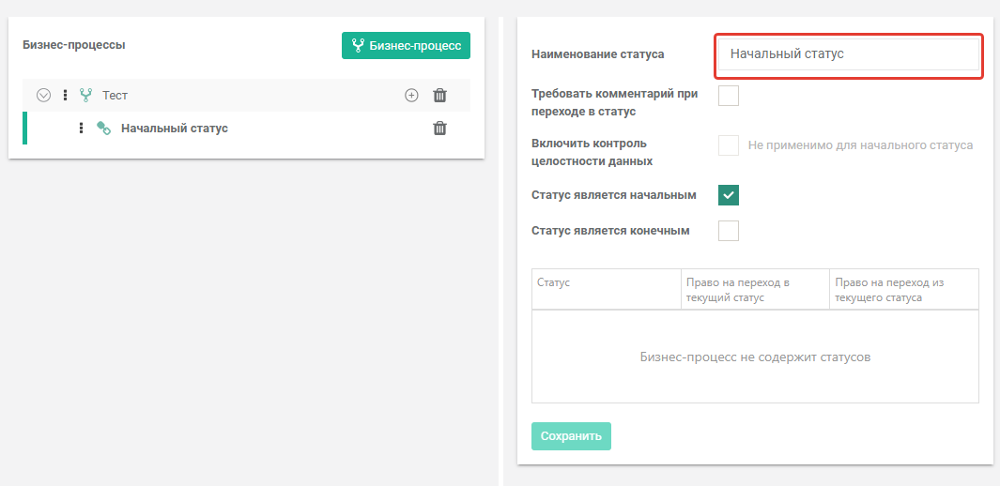 Бизнес-процессы
Бизнес-процесс
Тест
Начальный статус
Наименование статуса
Начальный статус
Требовать комментарий при
переходе в статус
Включить контроль
целостности данных
Не применимо для начального статуса
Статус является начальным
Статус является конечным
Статус
Право на переход в
текущий статус
Право на переход из
текущего статуса
Бизнес-процесс не содержит статусов
Сохранить